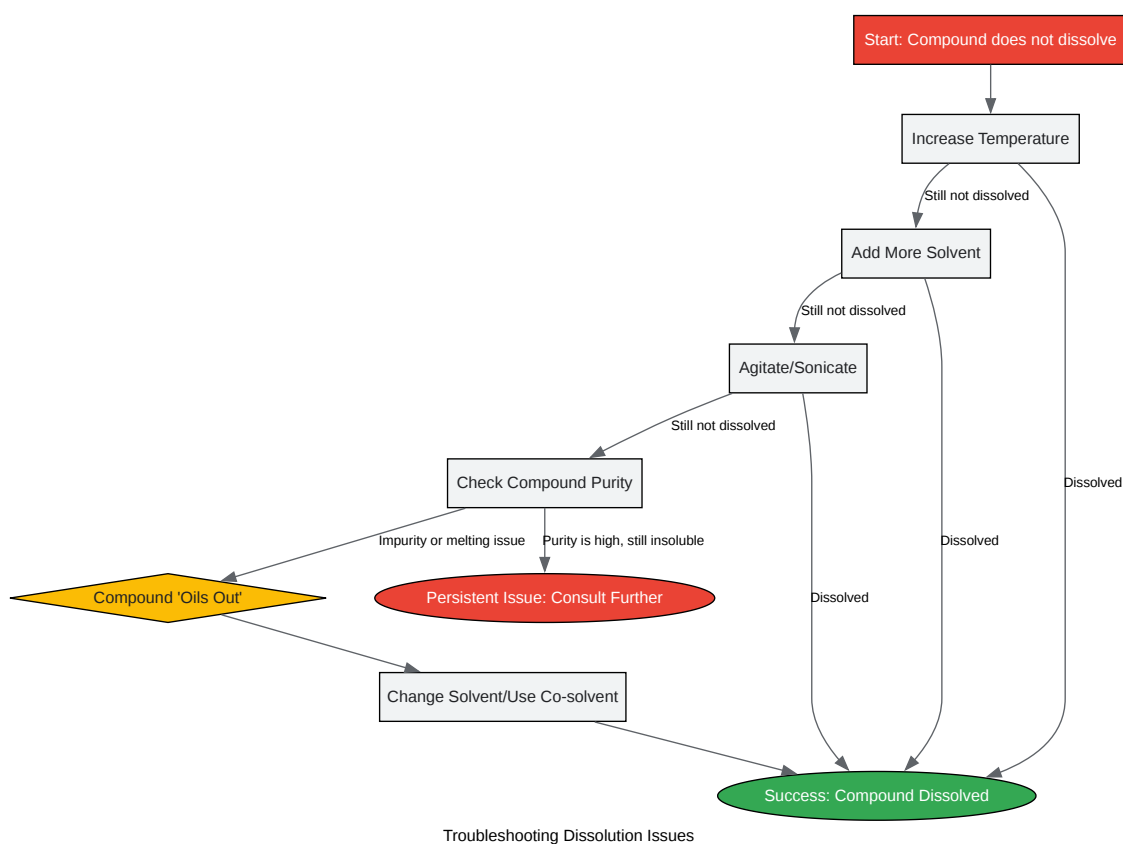 Start: Compound does not dissolve
Increase Temperature
Still not dissolved
Add More Solvent
Still not dissolved
Agitate/Sonicate
Still not dissolved
Check Compound Purity
Dissolved
Impurity or melting issue
Purity is high, still insoluble
Dissolved
Compound 'Oils Out'
Persistent Issue: Consult Further
Dissolved
Change Solvent/Use Co-solvent
Success: Compound Dissolved
Troubleshooting Dissolution Issues